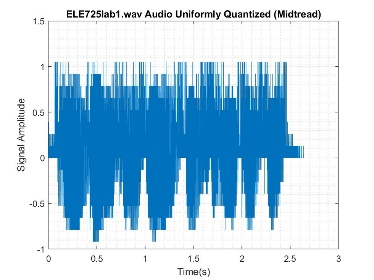 ELE725lab1.wav Audio Uniformly Quantized (Midtread)
1.5
1
0.5
0
-0.5
-1
Signal Amplitude
0 0.5 1 1.5 2 2.5 3
Time(s)